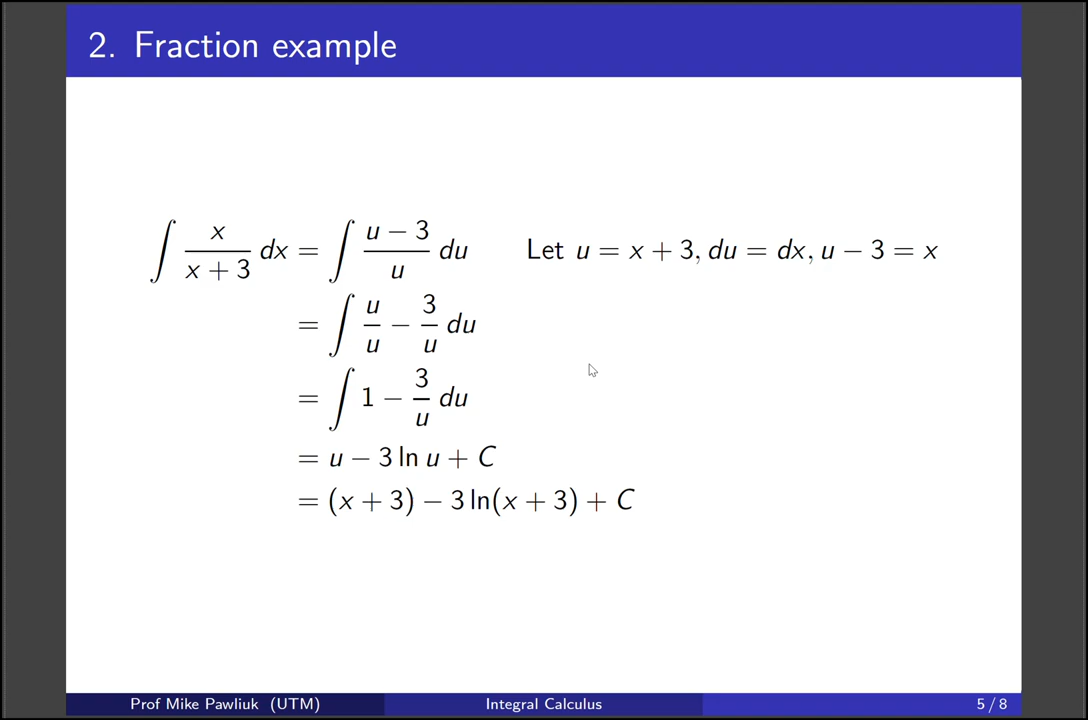 2. Fraction example
∫ x/(x + 3) dx = ∫ (u − 3)/u du    Let u = x + 3, du = dx, u − 3 = x
= ∫ u/u − 3/u du
= ∫ 1 − 3/u du
= u − 3 ln u + C
= (x + 3) − 3 ln(x + 3) + C
Prof Mike Pawliuk (UTM)    Integral Calculus    5 / 8